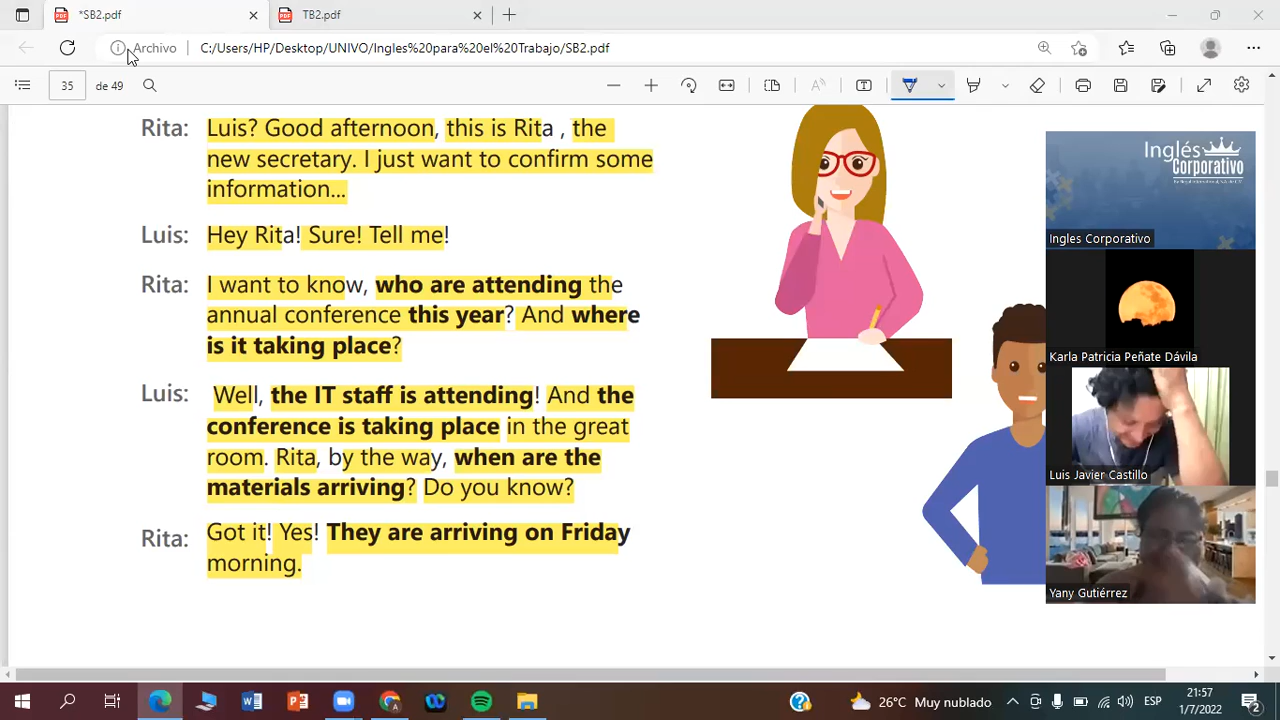 *SB2.pdf
TB2.pdf
Archivo
C:/Users/HP/Desktop/UNIVO/Ingles%20para%20el%20Trabajo/SB2.pdf
35 de 49
Rita: Luis? Good afternoon, this is Rita , the
new secretary. I just want to confirm some
information...
Luis: Hey Rita! Sure! Tell me!
Rita: I want to know, who are attending the
annual conference this year? And where
is it taking place?
Luis: Well, the IT staff is attending! And the
conference is taking place in the great
room. Rita, by the way, when are the
materials arriving? Do you know?
Rita: Got it! Yes! They are arriving on Friday
morning.
Inglés
Corporativo
Ingles Corporativo
Karla Patricia Peñate Dávila
Luis Javier Castillo
Yany Gutiérrez
26°C Muy nublado
ESP
21:57
1/7/2022
2